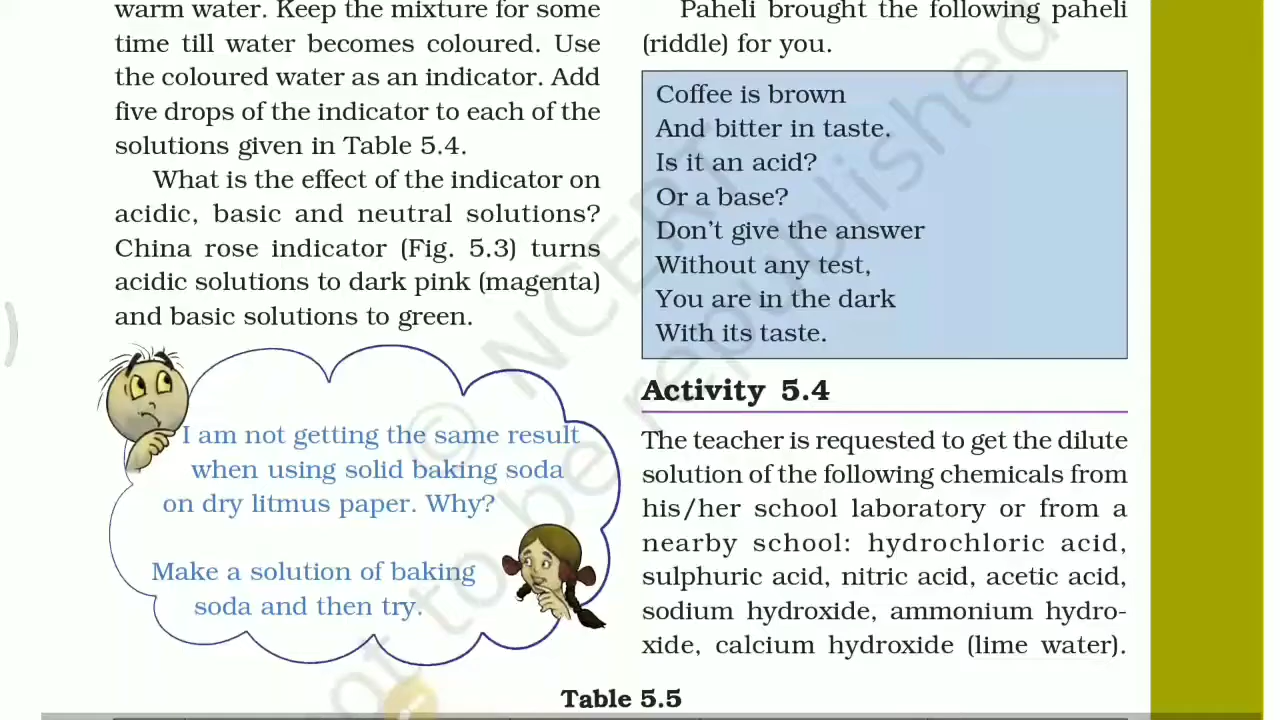 warm water. Keep the mixture for some
time till water becomes coloured. Use
the coloured water as an indicator. Add
five drops of the indicator to each of the
solutions given in Table 5.4.
What is the effect of the indicator on
acidic, basic and neutral solutions?
China rose indicator (Fig. 5.3) turns
acidic solutions to dark pink (magenta)
and basic solutions to green.
I am not getting the same result
when using solid baking soda
on dry litmus paper. Why?
Make a solution of baking
soda and then try.
Paheli brought the following paheli
(riddle) for you.
Coffee is brown
And bitter in taste.
Is it an acid?
Or a base?
Don't give the answer
Without any test,
You are in the dark
With its taste.
Activity 5.4
The teacher is requested to get the dilute
solution of the following chemicals from
his/her school laboratory or from a
nearby school: hydrochloric acid,
sulphuric acid, nitric acid, acetic acid,
sodium hydroxide, ammonium hydro-
xide, calcium hydroxide (lime water).
Table 5.5
© NCERT
not to be republished